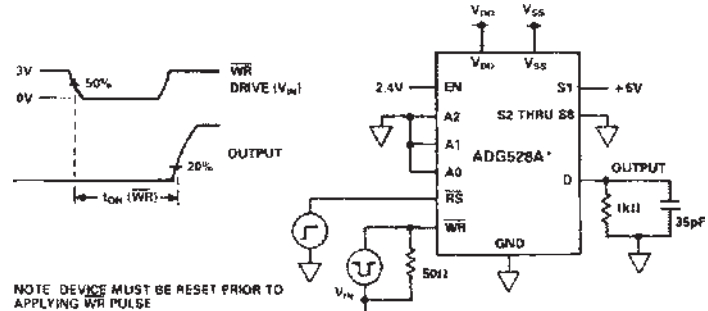 3V
50%
WR
DRIVE (VIN)
0V
OUTPUT
20%
tON (WR)
NOTE DEVICE MUST BE RESET PRIOR TO
APPLYING WR PULSE
VDD VSS
VDD VSS
2.4V EN S1 +5V
A2 S2 THRU S8
A1
A0
ADG528A*
OUTPUT
D
RS
1kΩ
35pF
WR
GND
50Ω
VIN